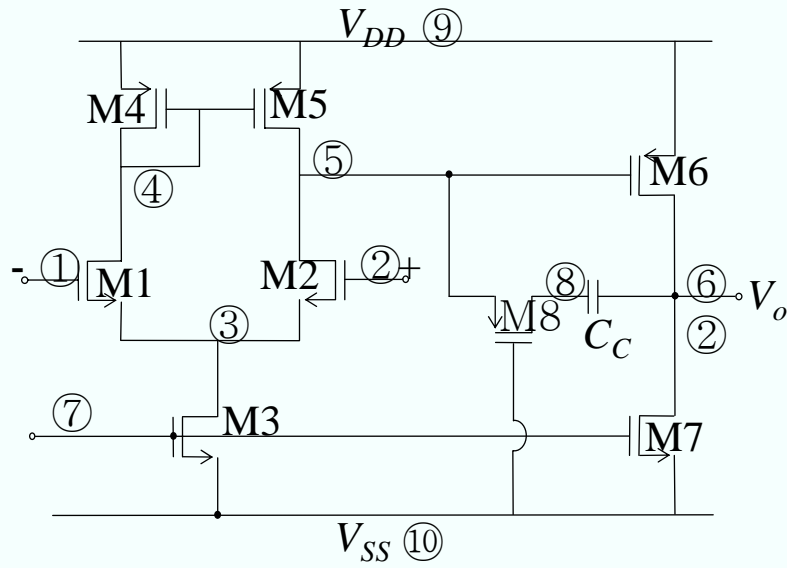 V_DD ⑨
M4 M5
④ ⑤ M6
- ① M1 M2 ② +
③ M8 ⑧ C_C ⑥ V_o
②
⑦ M3 M7
V_SS ⑩